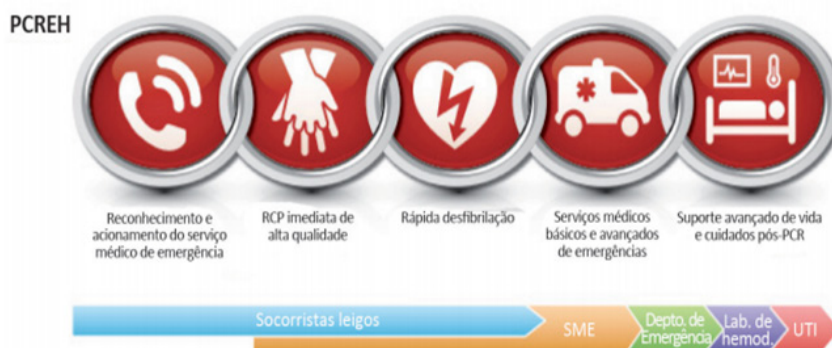 PCREH
Reconhecimento e
acionamento do serviço
médico de emergência
RCP imediata de
alta qualidade
Rápida desfibrilação
Serviços médicos
básicos e avançados
de emergências
Suporte avançado de vida
e cuidados pós-PCR
Socorristas leigos
SME
Depto. de
Emergência
Lab. de
hemod.
UTI